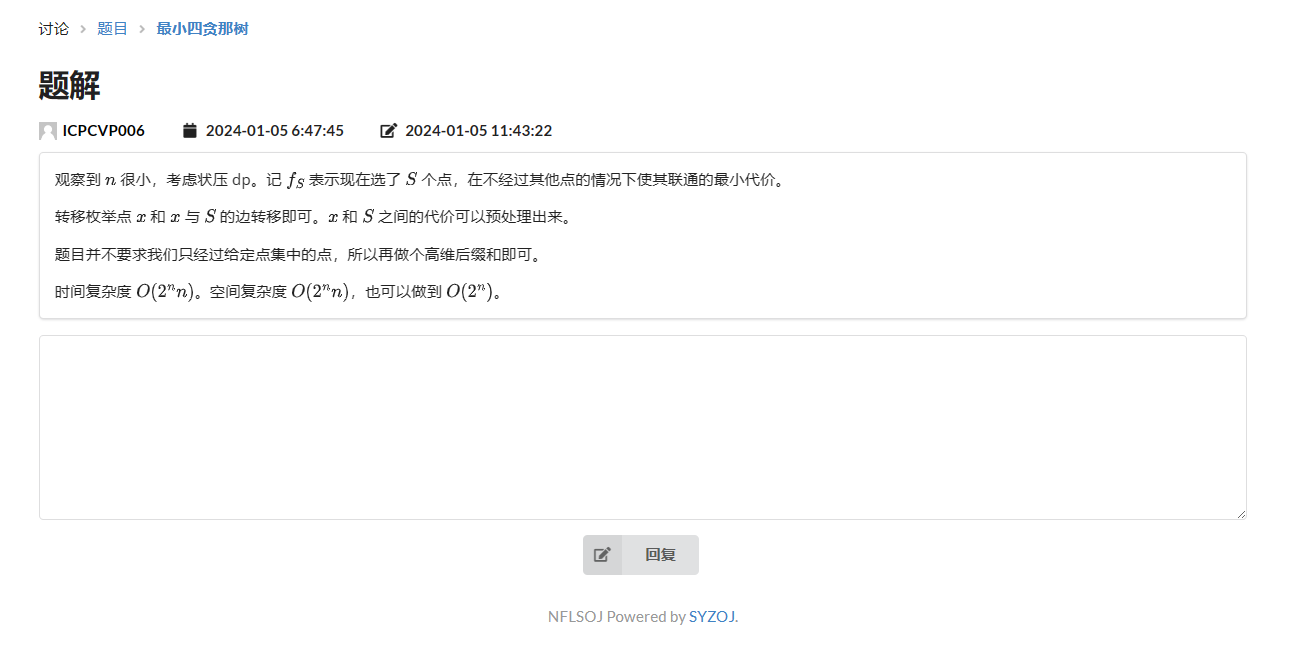 讨论 > 题目 > 最小四贪那树
题解
ICPCVP006 2024-01-05 6:47:45 2024-01-05 11:43:22
观察到 n 很小，考虑状压 dp。记 f_S 表示现在选了 S 个点，在不经过其他点的情况下使其联通的最小代价。
转移枚举点 x 和 x 与 S 的边转移即可。x 和 S 之间的代价可以预处理出来。
题目并不要求我们只经过给定点集中的点，所以再做个高维后缀和即可。
时间复杂度 O(2^n n)。空间复杂度 O(2^n n)，也可以做到 O(2^n)。
回复
NFLSOJ Powered by SYZOJ.